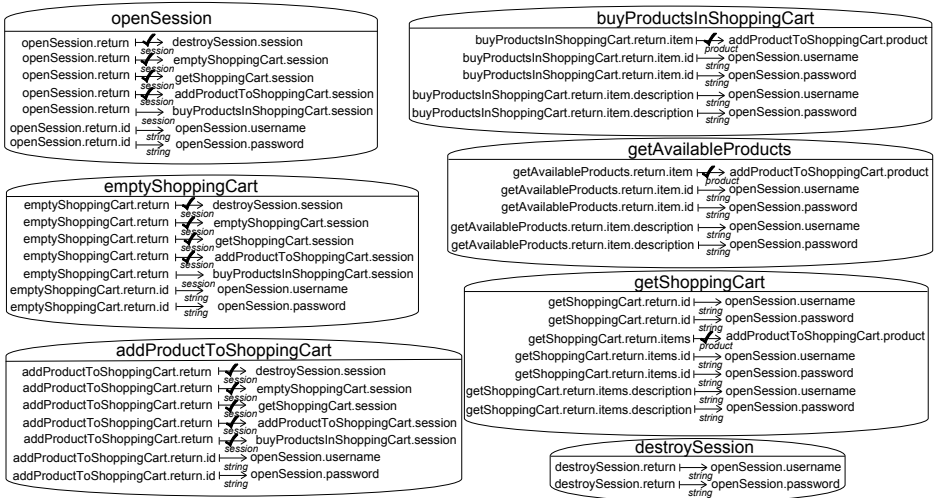 openSession
openSession.return destroySession.session
session
openSession.return emptyShoppingCart.session
session
openSession.return getShoppingCart.session
session
openSession.return addProductToShoppingCart.session
session
openSession.return buyProductsInShoppingCart.session
session
openSession.return.id openSession.username
string
openSession.return.id openSession.password
string
emptyShoppingCart
emptyShoppingCart.return destroySession.session
session
emptyShoppingCart.return emptyShoppingCart.session
session
emptyShoppingCart.return getShoppingCart.session
session
emptyShoppingCart.return addProductToShoppingCart.session
session
emptyShoppingCart.return buyProductsInShoppingCart.session
session
emptyShoppingCart.return.id openSession.username
string
emptyShoppingCart.return.id openSession.password
string
addProductToShoppingCart
addProductToShoppingCart.return destroySession.session
session
addProductToShoppingCart.return emptyShoppingCart.session
session
addProductToShoppingCart.return getShoppingCart.session
session
addProductToShoppingCart.return addProductToShoppingCart.session
session
addProductToShoppingCart.return buyProductsInShoppingCart.session
session
addProductToShoppingCart.return.id openSession.username
string
addProductToShoppingCart.return.id openSession.password
string
buyProductsInShoppingCart
buyProductsInShoppingCart.return.item addProductToShoppingCart.product
product
buyProductsInShoppingCart.return.item.id openSession.username
string
buyProductsInShoppingCart.return.item.id openSession.password
string
buyProductsInShoppingCart.return.item.description openSession.username
string
buyProductsInShoppingCart.return.item.description openSession.password
string
getAvailableProducts
getAvailableProducts.return.item addProductToShoppingCart.product
product
getAvailableProducts.return.item.id openSession.username
string
getAvailableProducts.return.item.id openSession.password
string
getAvailableProducts.return.item.description openSession.username
string
getAvailableProducts.return.item.description openSession.password
string
getShoppingCart
getShoppingCart.return.id openSession.username
string
getShoppingCart.return.id openSession.password
string
getShoppingCart.return.items addProductToShoppingCart.product
product
getShoppingCart.return.items.id openSession.username
string
getShoppingCart.return.items.id openSession.password
string
getShoppingCart.return.items.description openSession.username
string
getShoppingCart.return.items.description openSession.password
string
destroySession
destroySession.return openSession.username
string
destroySession.return openSession.password
string